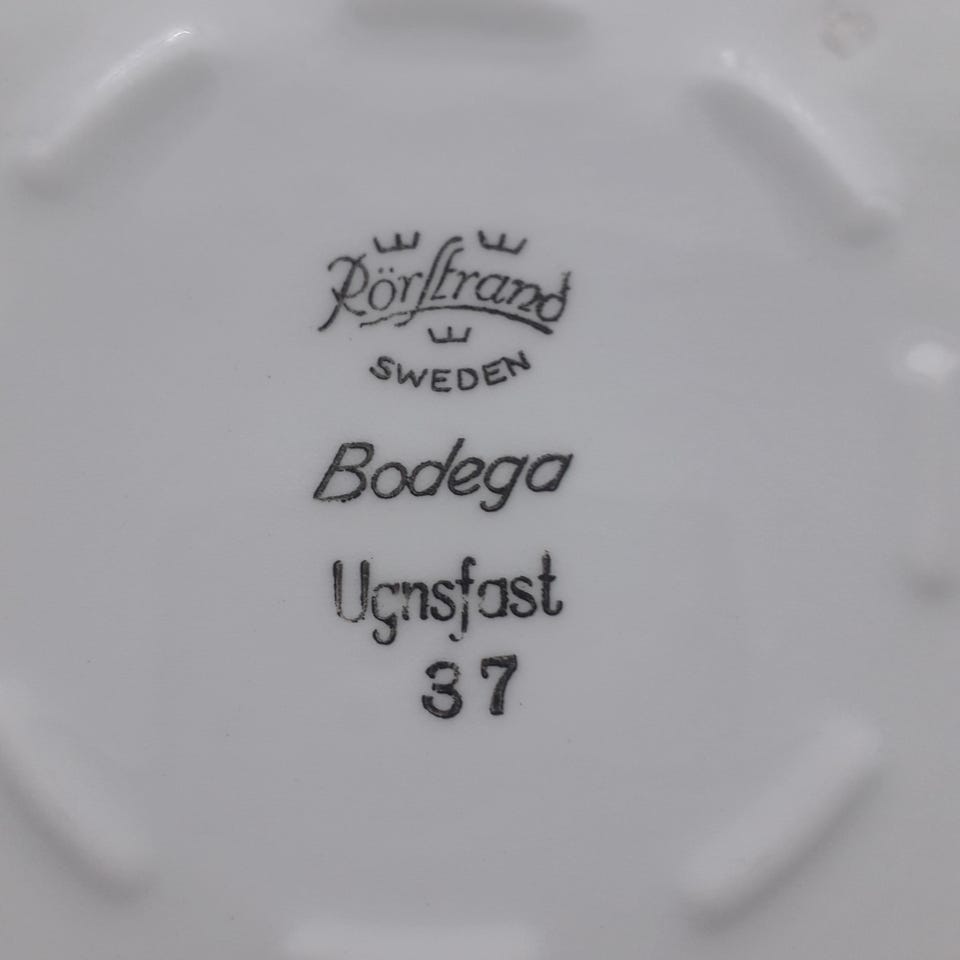 Rörstrand
SWEDEN
Bodega
Ugnsfast
37